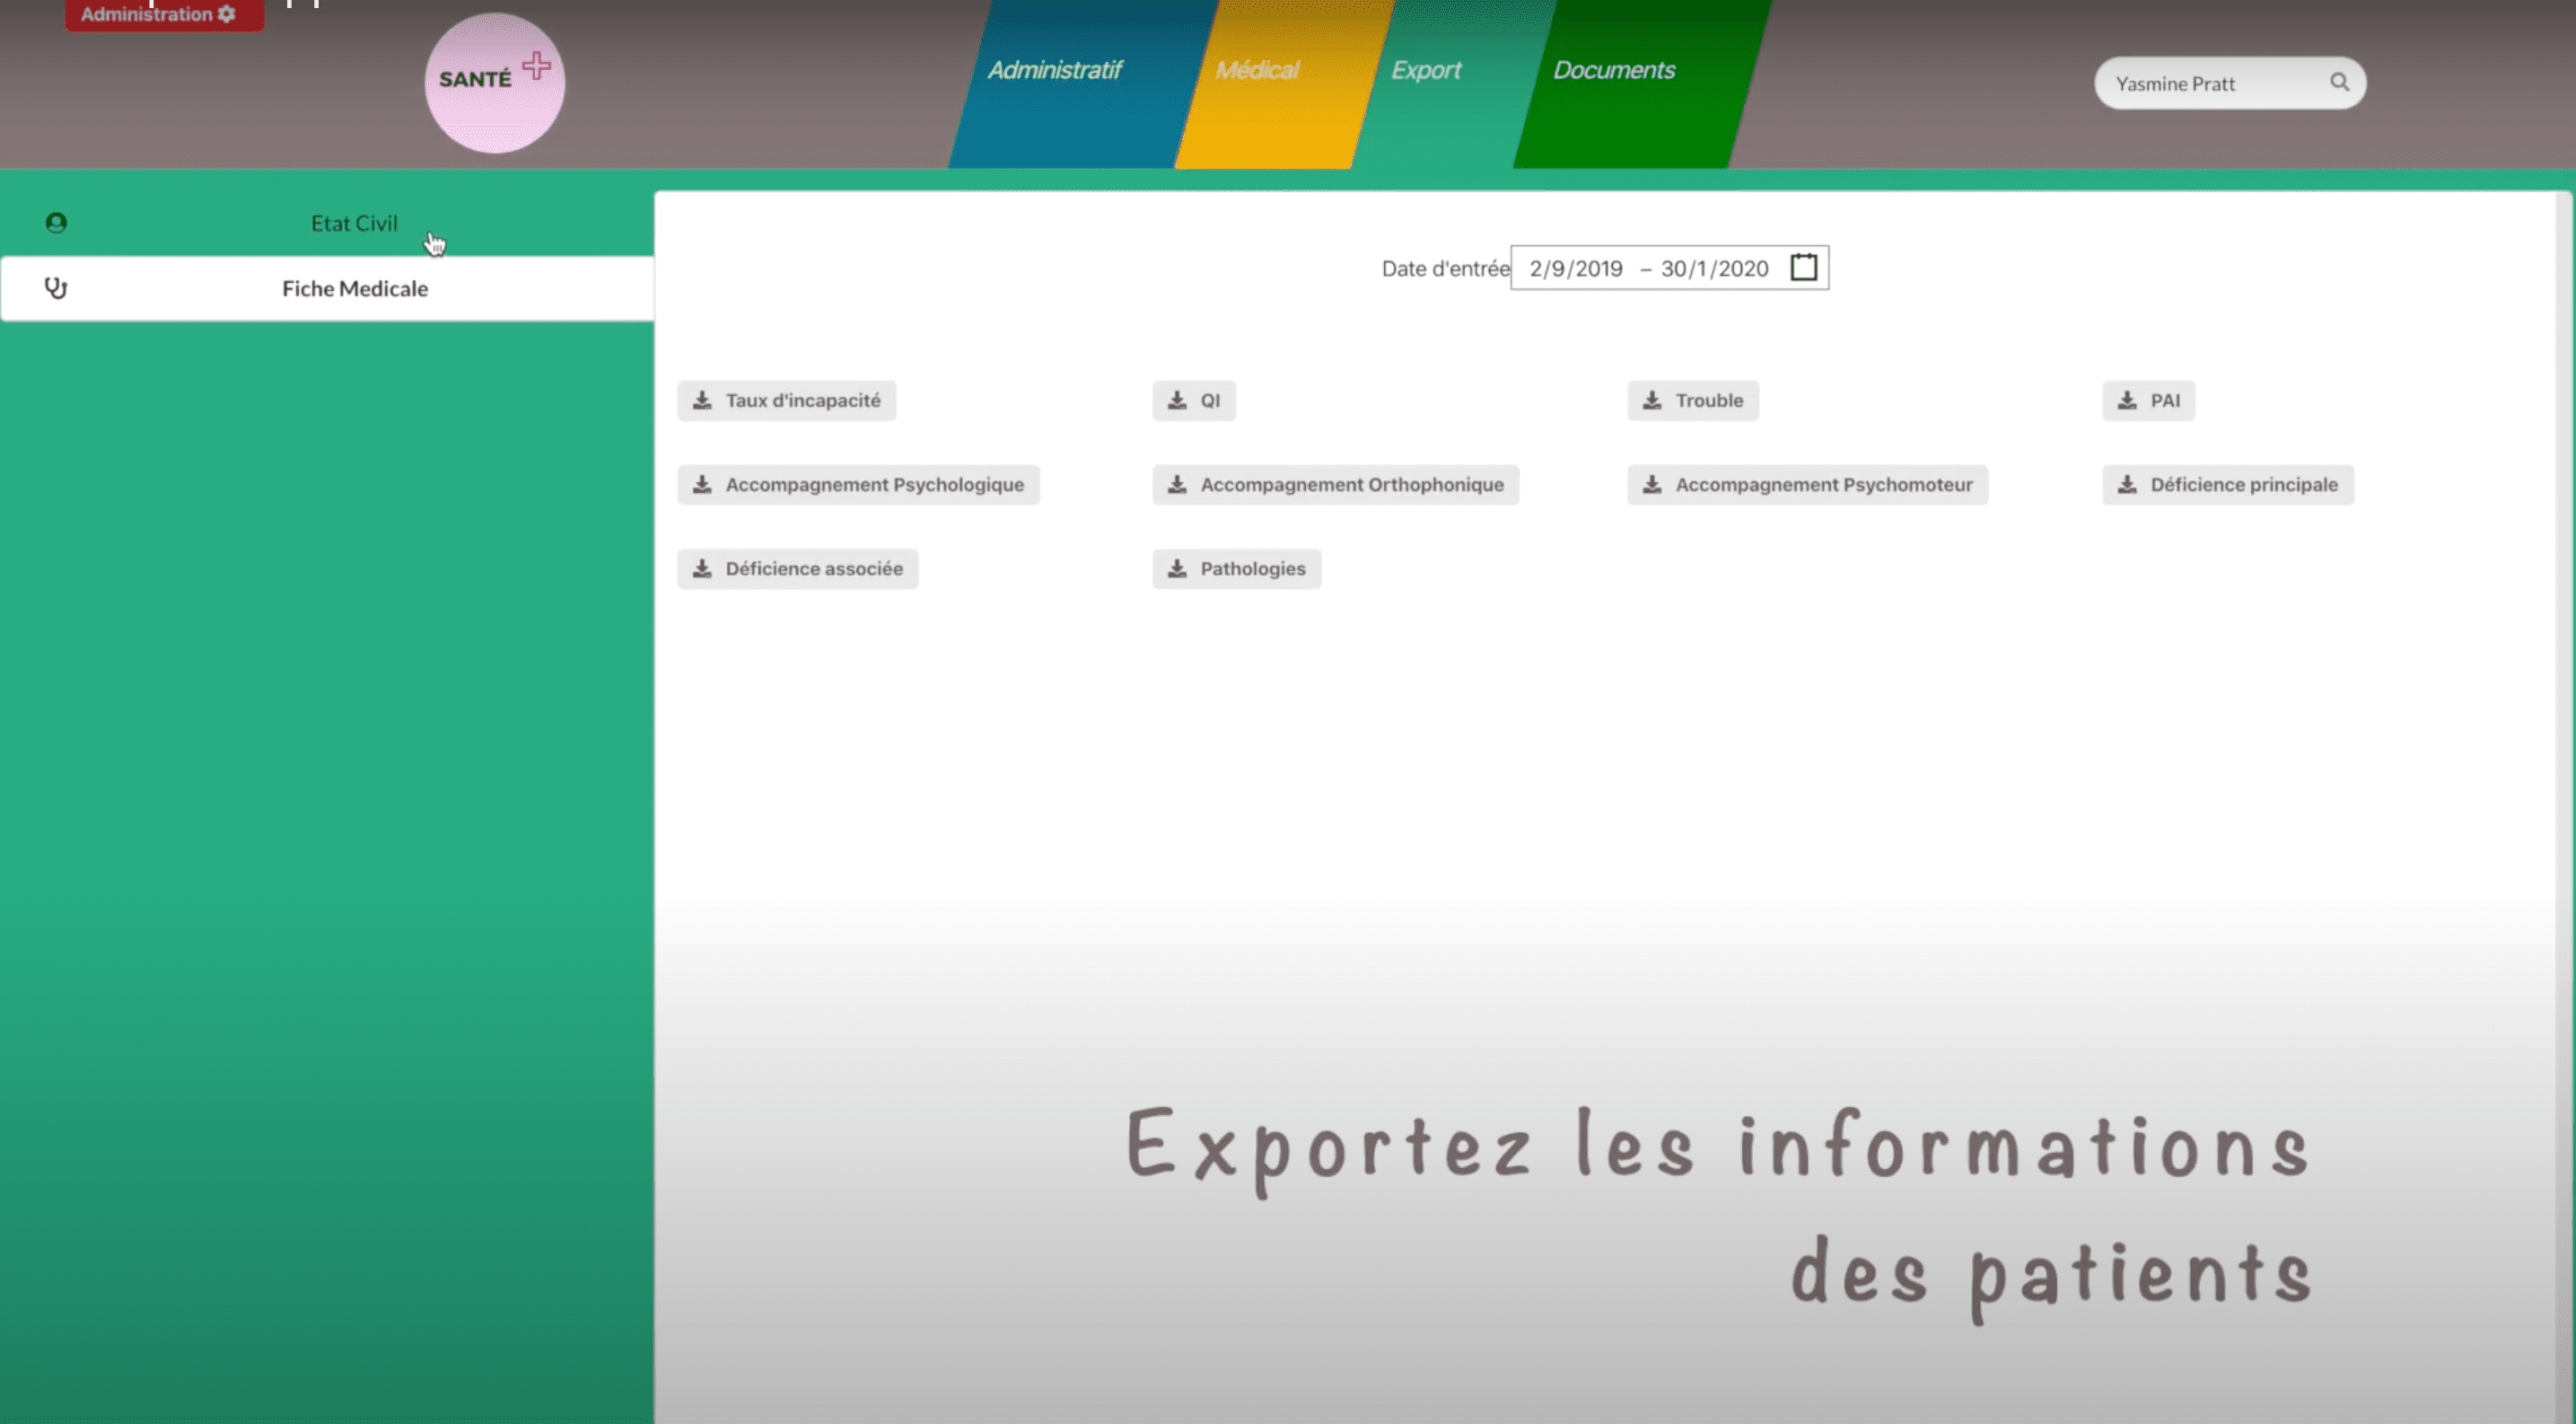 Administration
SANTÉ
Administratif
Médical
Export
Documents
Yasmine Pratt
Etat Civil
Fiche Medicale
Date d'entrée 2/9/2019 – 30/1/2020
Taux d'incapacité
QI
Trouble
PAI
Accompagnement Psychologique
Accompagnement Orthophonique
Accompagnement Psychomoteur
Déficience principale
Déficience associée
Pathologies
Exportez les informations
des patients